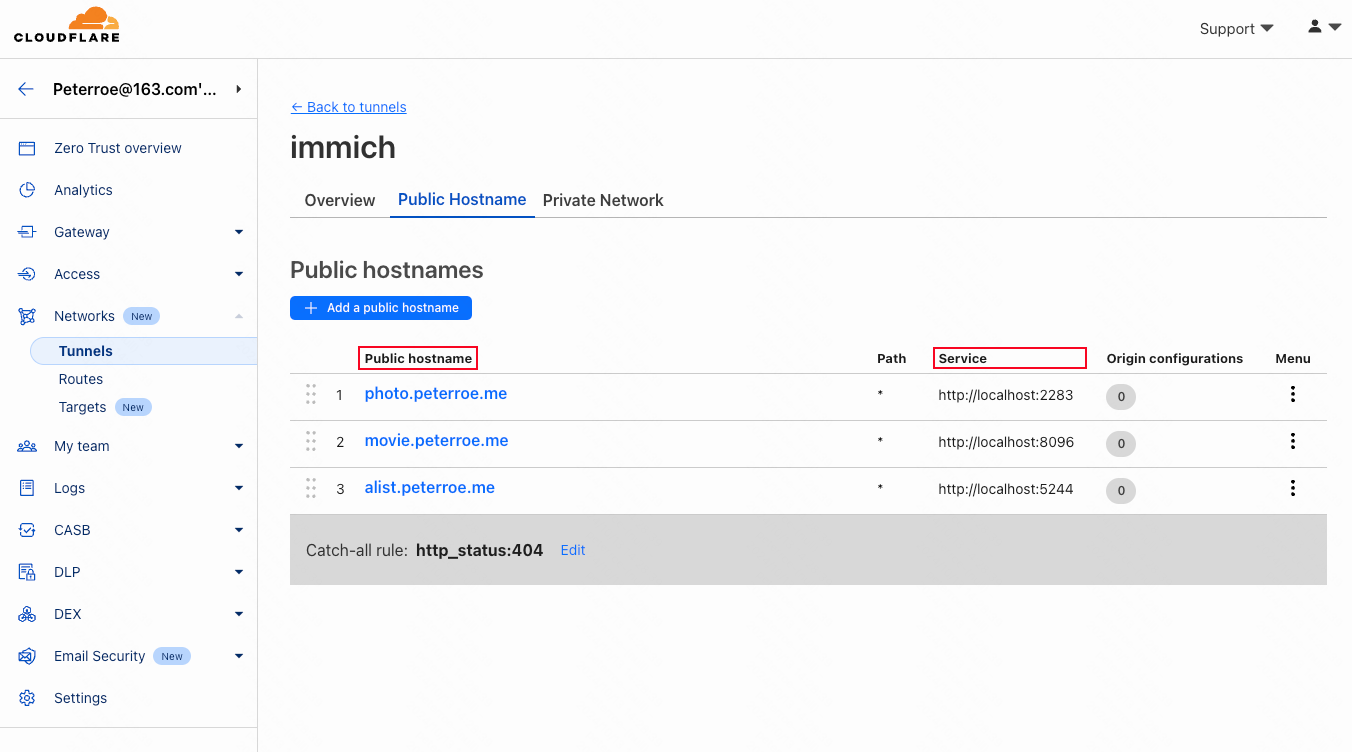 CLOUDFLARE
Support
Peterroe@163.com'...
Zero Trust overview
Analytics
Gateway
Access
Networks New
Tunnels
Routes
Targets New
My team
Logs
CASB
DLP
DEX
Email Security New
Settings
← Back to tunnels
immich
Overview Public Hostname Private Network
Public hostnames
+ Add a public hostname
Public hostname Path Service Origin configurations Menu
1 photo.peterroe.me * http://localhost:2283 0
2 movie.peterroe.me * http://localhost:8096 0
3 alist.peterroe.me * http://localhost:5244 0
Catch-all rule: http_status:404 Edit